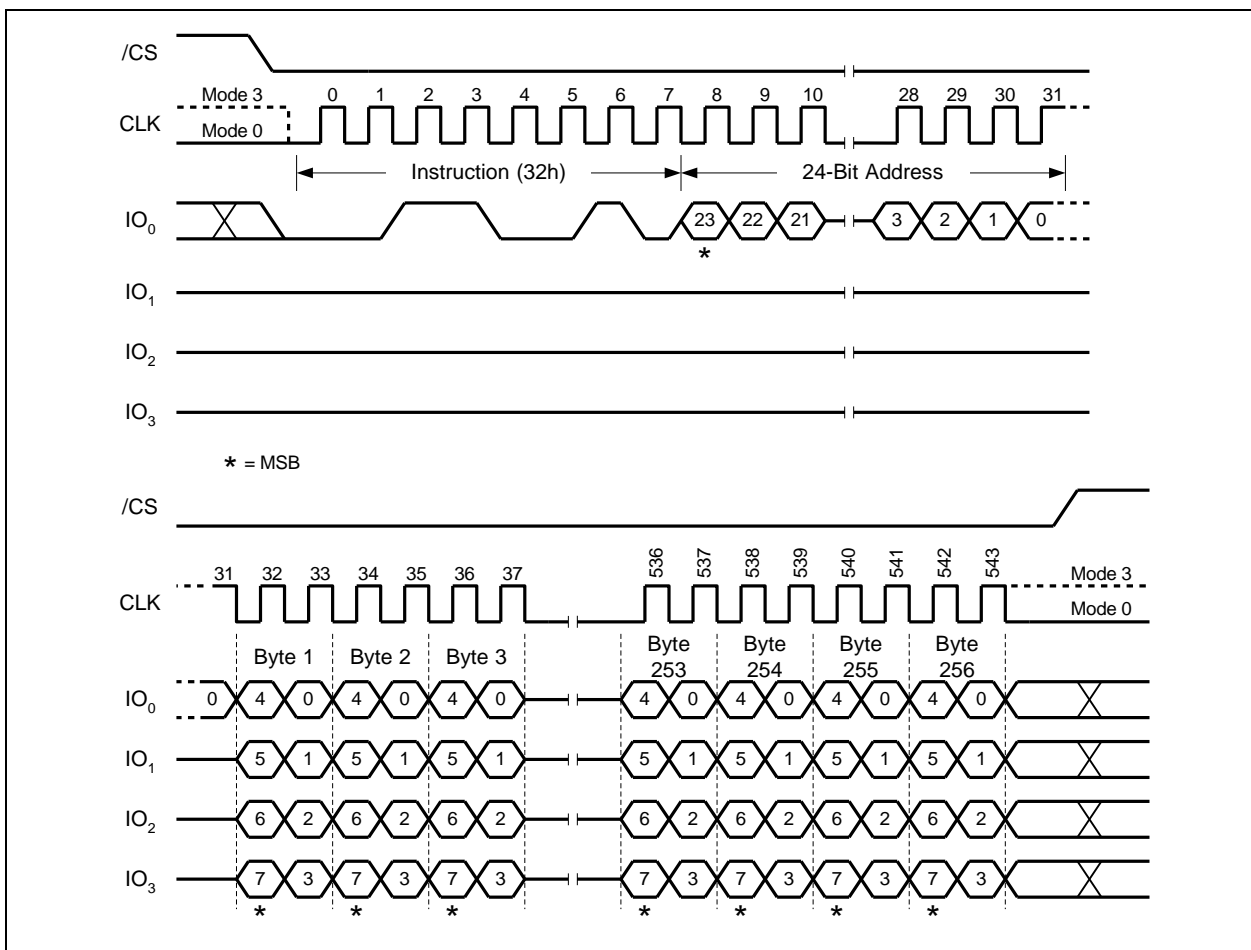 /CS
Mode 3 0 1 2 3 4 5 6 7 8 9 10 28 29 30 31
CLK
Mode 0
Instruction (32h) 24-Bit Address
IO0 23 22 21 3 2 1 0
*
IO1
IO2
IO3
* = MSB
/CS
31 32 33 34 35 36 37 536 537 538 539 540 541 542 543
CLK Mode 3
Mode 0
Byte 1 Byte 2 Byte 3 Byte 253 Byte 254 Byte 255 Byte 256
IO0 0 4 0 4 0 4 0 4 0 4 0 4 0 4 0
IO1 5 1 5 1 5 1 5 1 5 1 5 1 5 1
IO2 6 2 6 2 6 2 6 2 6 2 6 2 6 2
IO3 7 3 7 3 7 3 7 3 7 3 7 3 7 3
* * * * * * *